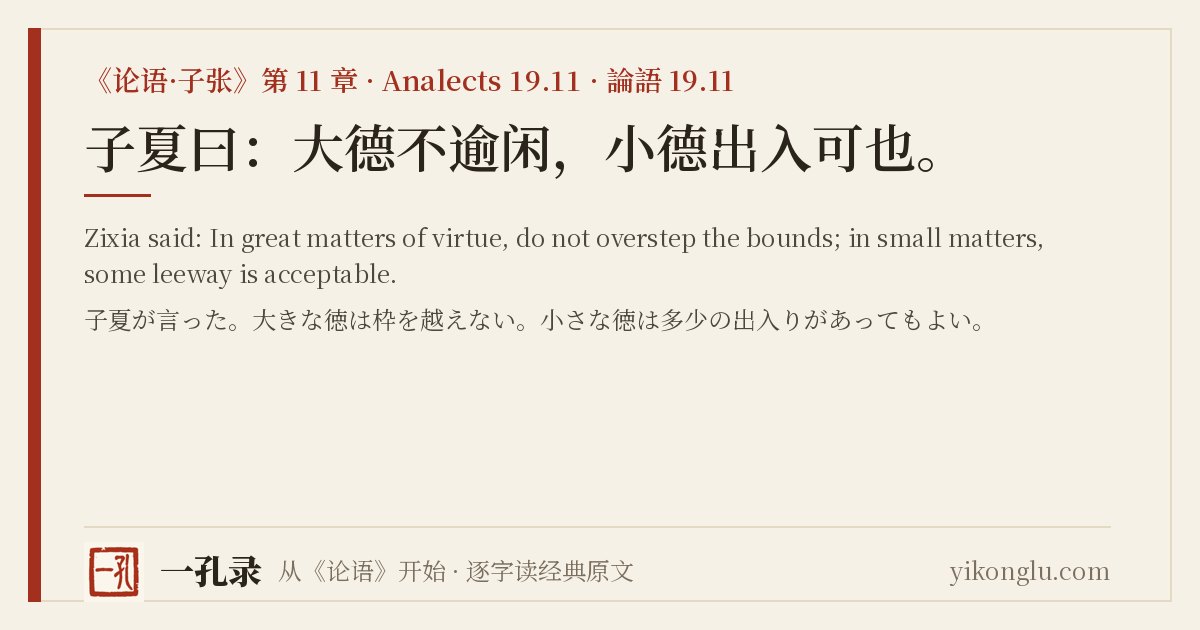 《论语·子张》第 11 章 · Analects 19.11 · 論語 19.11
子夏曰：大德不逾闲，小德出入可也。
Zixia said: In great matters of virtue, do not overstep the bounds; in small matters,
some leeway is acceptable.
子夏が言った。大きな徳は枠を越えない。小さな徳は多少の出入りがあってもよい。
一孔
一孔录
从《论语》开始 · 逐字读经典原文
yikonglu.com